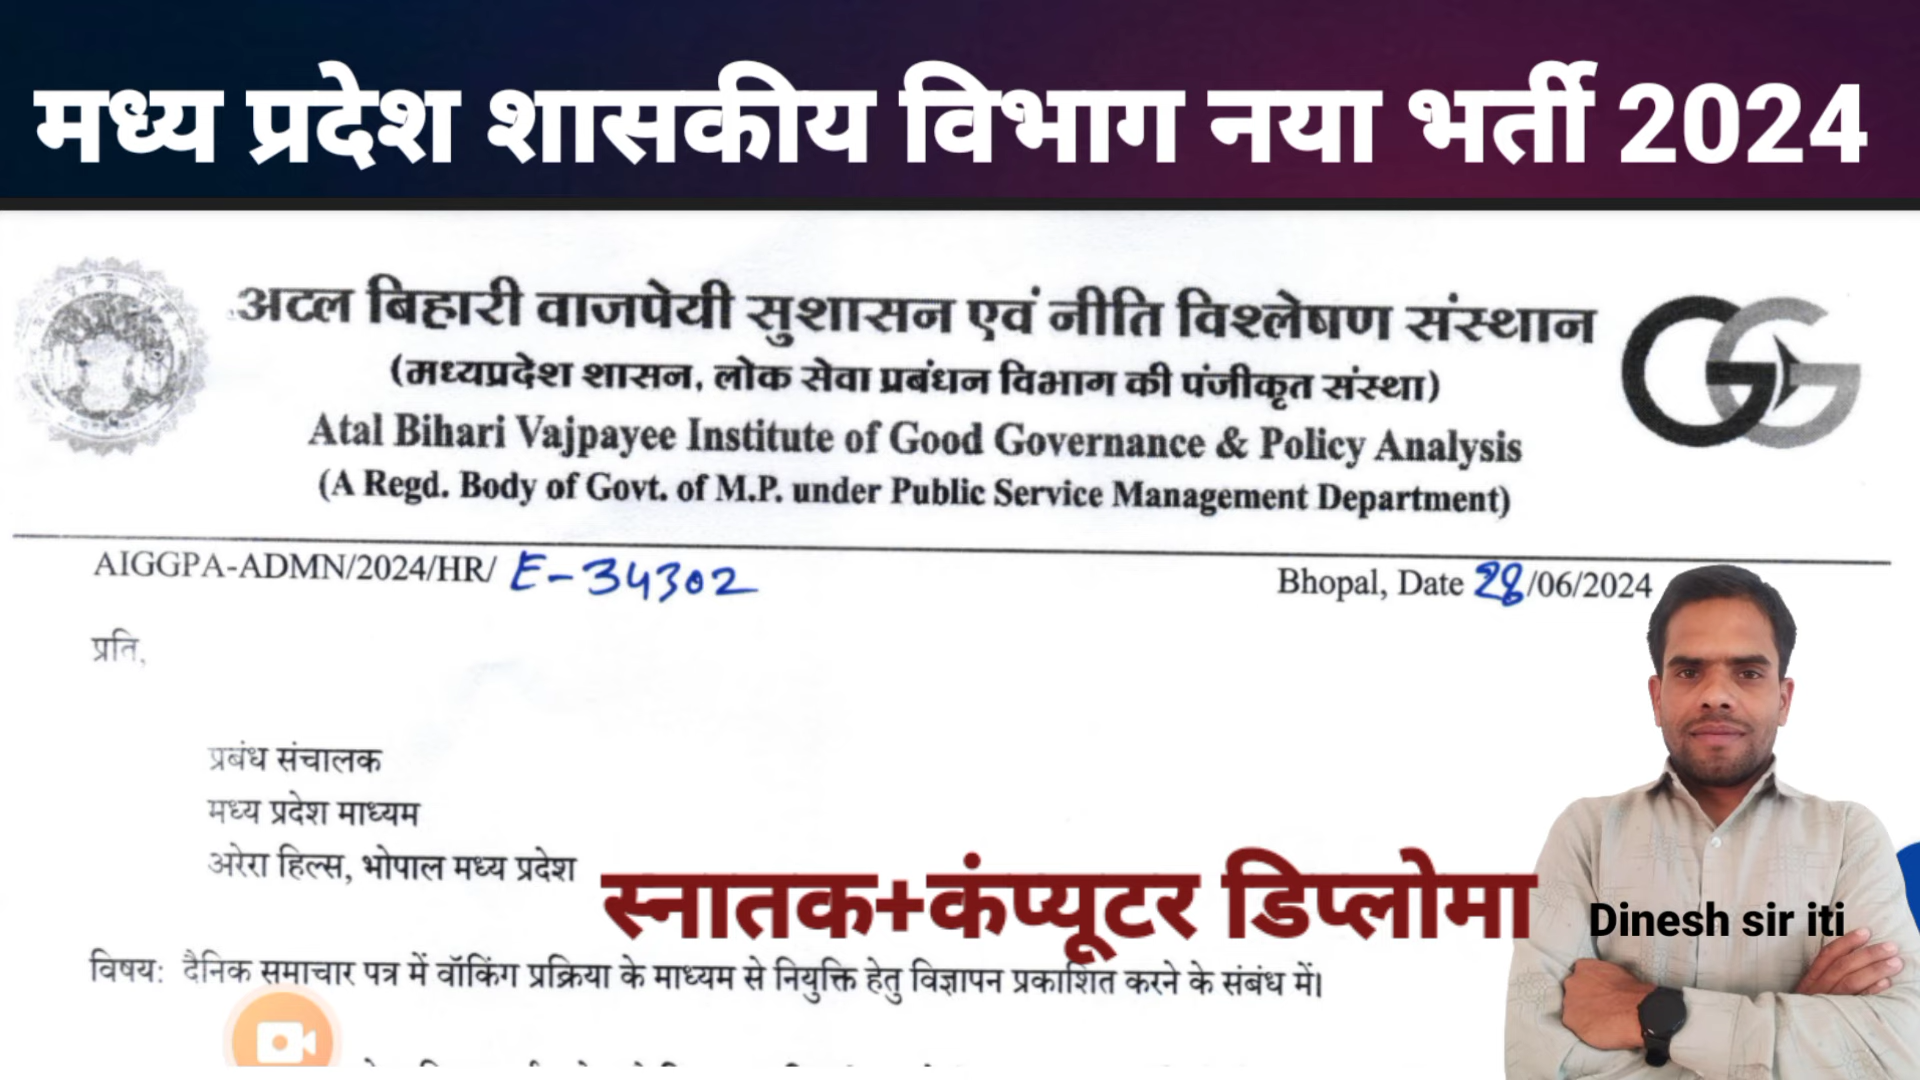 मध्य प्रदेश शासकीय विभाग नया भर्ती 2024
अटल बिहारी वाजपेयी सुशासन एवं नीति विश्लेषण संस्थान
(मध्यप्रदेश शासन, लोक सेवा प्रबंधन विभाग की पंजीकृत संस्था)
Atal Bihari Vajpayee Institute of Good Governance & Policy Analysis
(A Regd. Body of Govt. of M.P. under Public Service Management Department)
AIGGPA-ADMN/2024/HR/ E-34302
Bhopal, Date 28/06/2024
प्रति,
प्रबंध संचालक
मध्य प्रदेश माध्यम
अरेरा हिल्स, भोपाल मध्य प्रदेश
स्नातक+कंप्यूटर डिप्लोमा
Dinesh sir iti
विषय: दैनिक समाचार पत्र में वॉकिंग प्रक्रिया के माध्यम से नियुक्ति हेतु विज्ञापन प्रकाशित करने के संबंध में।